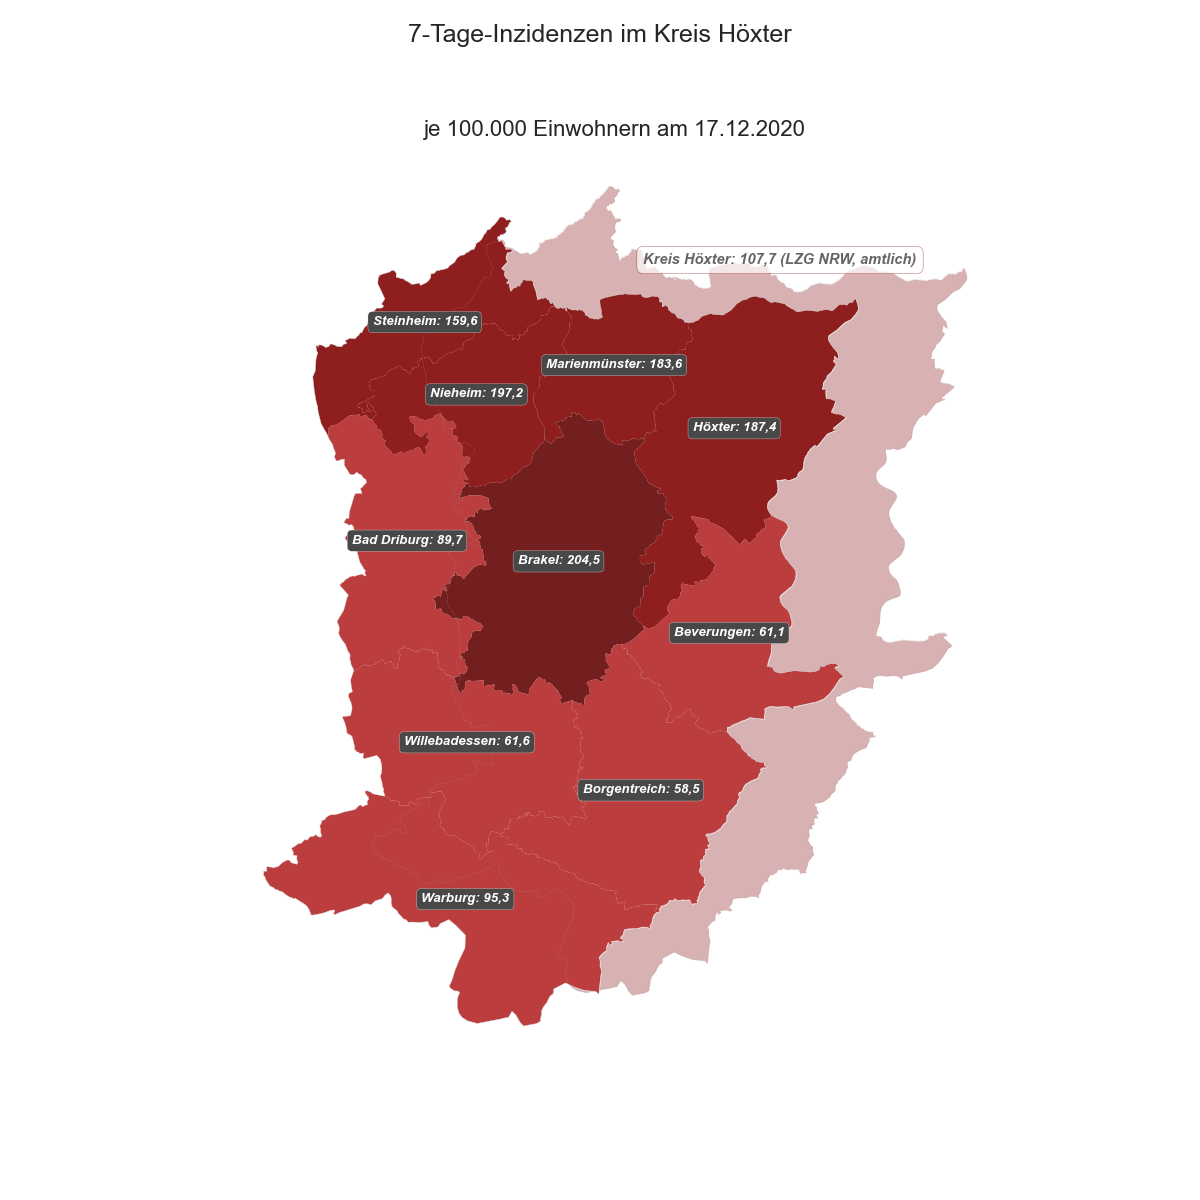 7-Tage-Inzidenzen im Kreis Höxter
je 100.000 Einwohnern am 17.12.2020
Kreis Höxter: 107,7 (LZG NRW, amtlich)
Steinheim: 159,6
Marienmünster: 183,6
Nieheim: 197,2
Höxter: 187,4
Bad Driburg: 89,7
Brakel: 204,5
Beverungen: 61,1
Willebadessen: 61,6
Borgentreich: 58,5
Warburg: 95,3